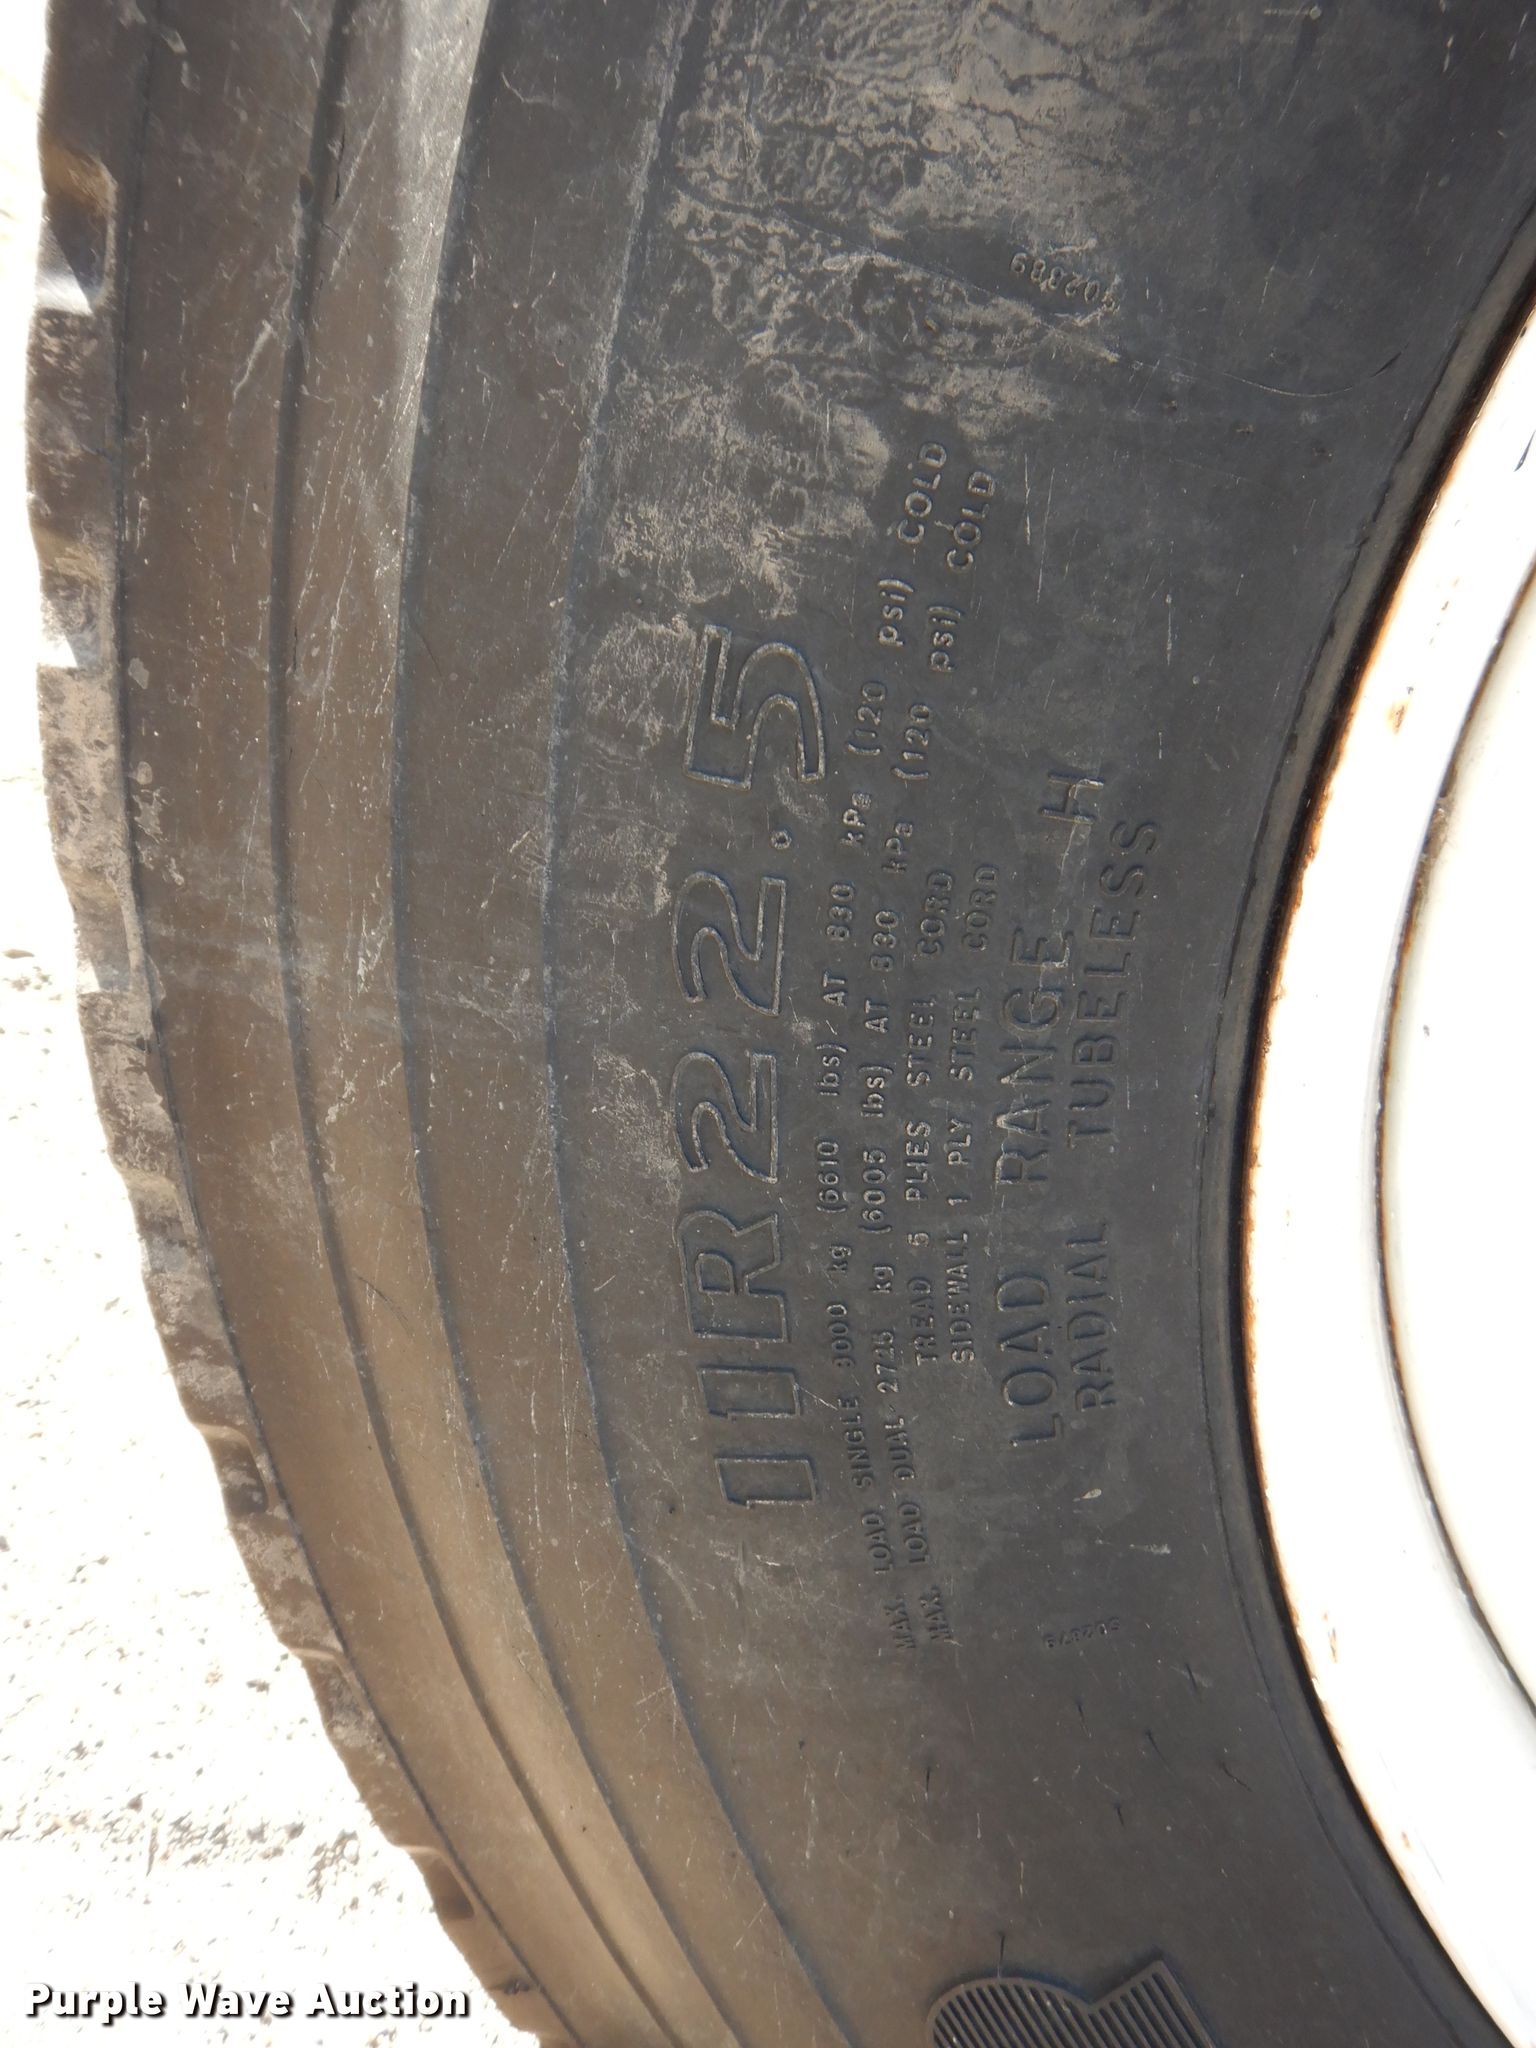 11R22.5
MAX. LOAD SINGLE 3000 kg (6610 lbs) AT 830 kPa (120 psi) COLD
MAX. LOAD DUAL 2725 kg (6005 lbs) AT 830 kPa (120 psi) COLD
TREAD 5 PLIES STEEL CORD
SIDEWALL 1 PLY STEEL CORD
LOAD RANGE H
RADIAL TUBELESS
Purple Wave Auction